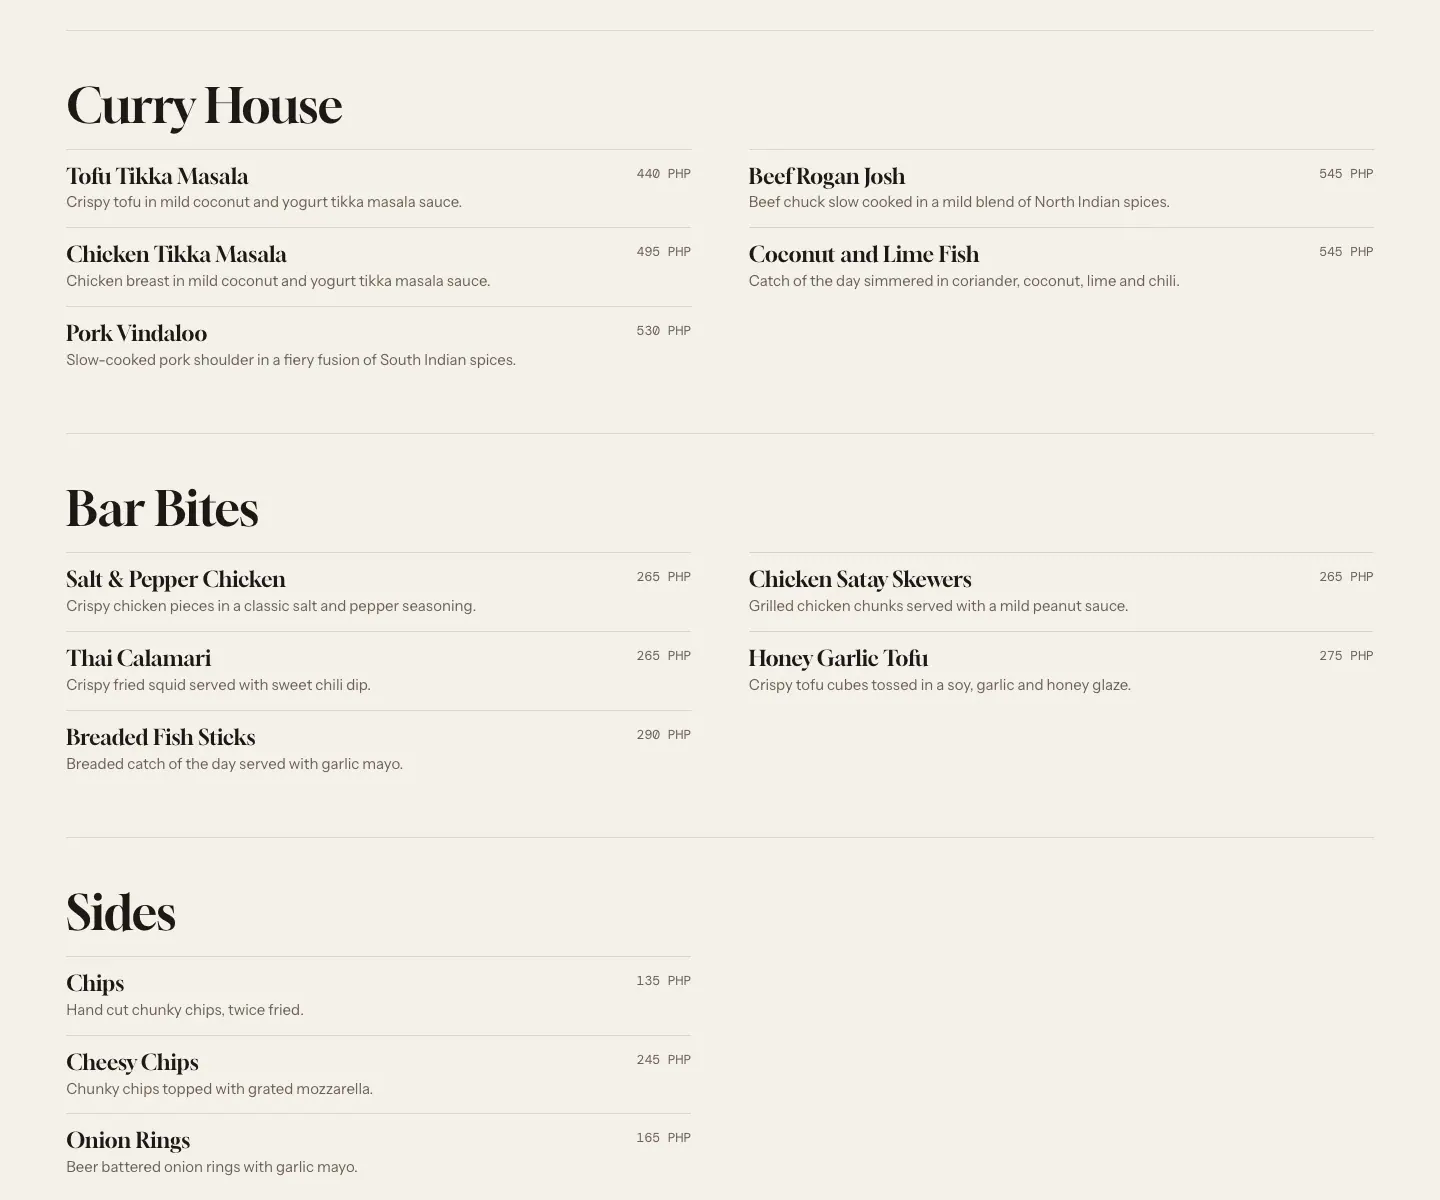 Curry House
Tofu Tikka Masala
440 PHP
Crispy tofu in mild coconut and yogurt tikka masala sauce.
Chicken Tikka Masala
495 PHP
Chicken breast in mild coconut and yogurt tikka masala sauce.
Pork Vindaloo
530 PHP
Slow-cooked pork shoulder in a fiery fusion of South Indian spices.
Beef Rogan Josh
545 PHP
Beef chuck slow cooked in a mild blend of North Indian spices.
Coconut and Lime Fish
545 PHP
Catch of the day simmered in coriander, coconut, lime and chili.
Bar Bites
Salt & Pepper Chicken
265 PHP
Crispy chicken pieces in a classic salt and pepper seasoning.
Thai Calamari
265 PHP
Crispy fried squid served with sweet chili dip.
Breaded Fish Sticks
290 PHP
Breaded catch of the day served with garlic mayo.
Chicken Satay Skewers
265 PHP
Grilled chicken chunks served with a mild peanut sauce.
Honey Garlic Tofu
275 PHP
Crispy tofu cubes tossed in a soy, garlic and honey glaze.
Sides
Chips
135 PHP
Hand cut chunky chips, twice fried.
Cheesy Chips
245 PHP
Chunky chips topped with grated mozzarella.
Onion Rings
165 PHP
Beer battered onion rings with garlic mayo.